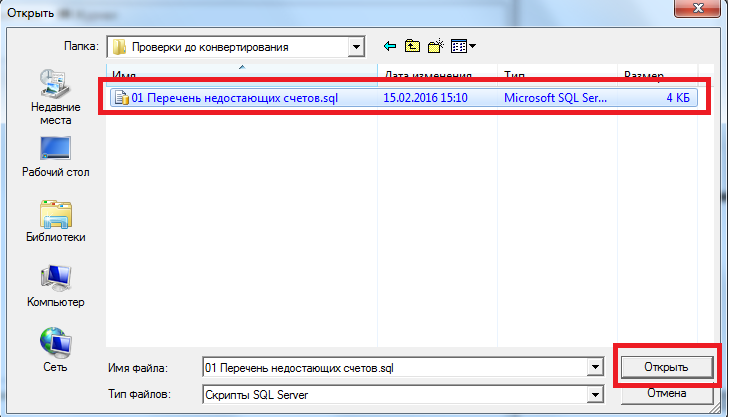 Открыть
Папка: Проверки до конвертирования
Имя Дата изменения Тип Размер
01 Перечень недостающих счетов.sql 15.02.2016 15:10 Microsoft SQL Ser... 4 КБ
Недавние места
Рабочий стол
Библиотеки
Компьютер
Сеть
Имя файла: 01 Перечень недостающих счетов.sql Открыть
Тип файлов: Скрипты SQL Server Отмена